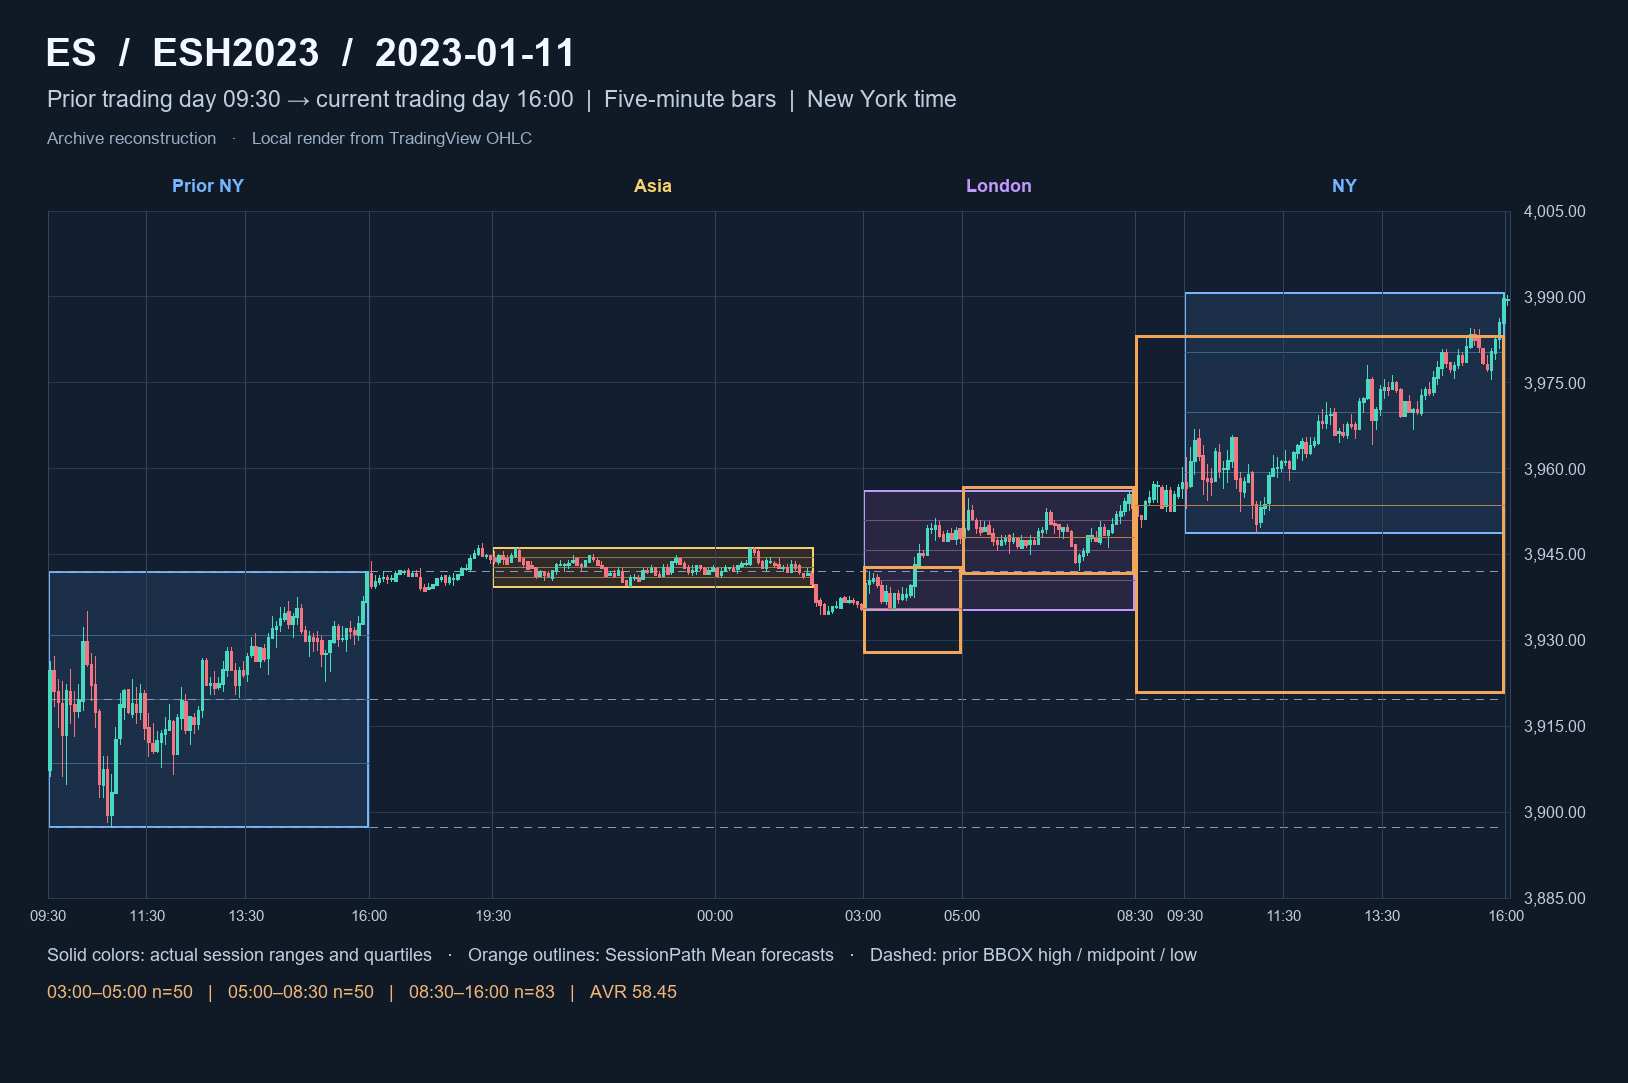 ES / ESH2023 / 2023-01-11
Prior trading day 09:30 → current trading day 16:00 | Five-minute bars | New York time
Archive reconstruction · Local render from TradingView OHLC
Prior NY Asia London NY
4,005.00
3,990.00
3,975.00
3,960.00
3,945.00
3,930.00
3,915.00
3,900.00
3,885.00
09:30 11:30 13:30 16:00 19:30 00:00 03:00 05:00 08:30 09:30 11:30 13:30 16:00
Solid colors: actual session ranges and quartiles · Orange outlines: SessionPath Mean forecasts · Dashed: prior BBOX high / midpoint / low
03:00–05:00 n=50 | 05:00–08:30 n=50 | 08:30–16:00 n=83 | AVR 58.45